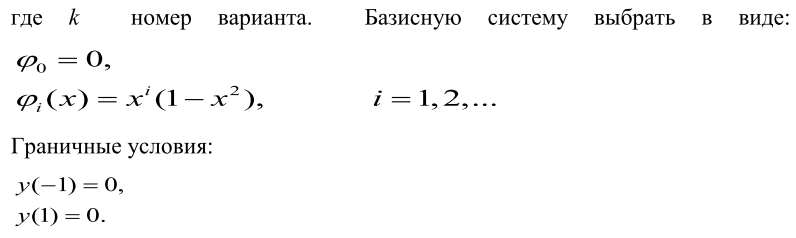 где k номер варианта. Базисную систему выбрать в виде:
φ₀ = 0,
φᵢ(x) = xⁱ(1 − x²), i = 1, 2, ...
Граничные условия:
y(−1) = 0,
y(1) = 0.